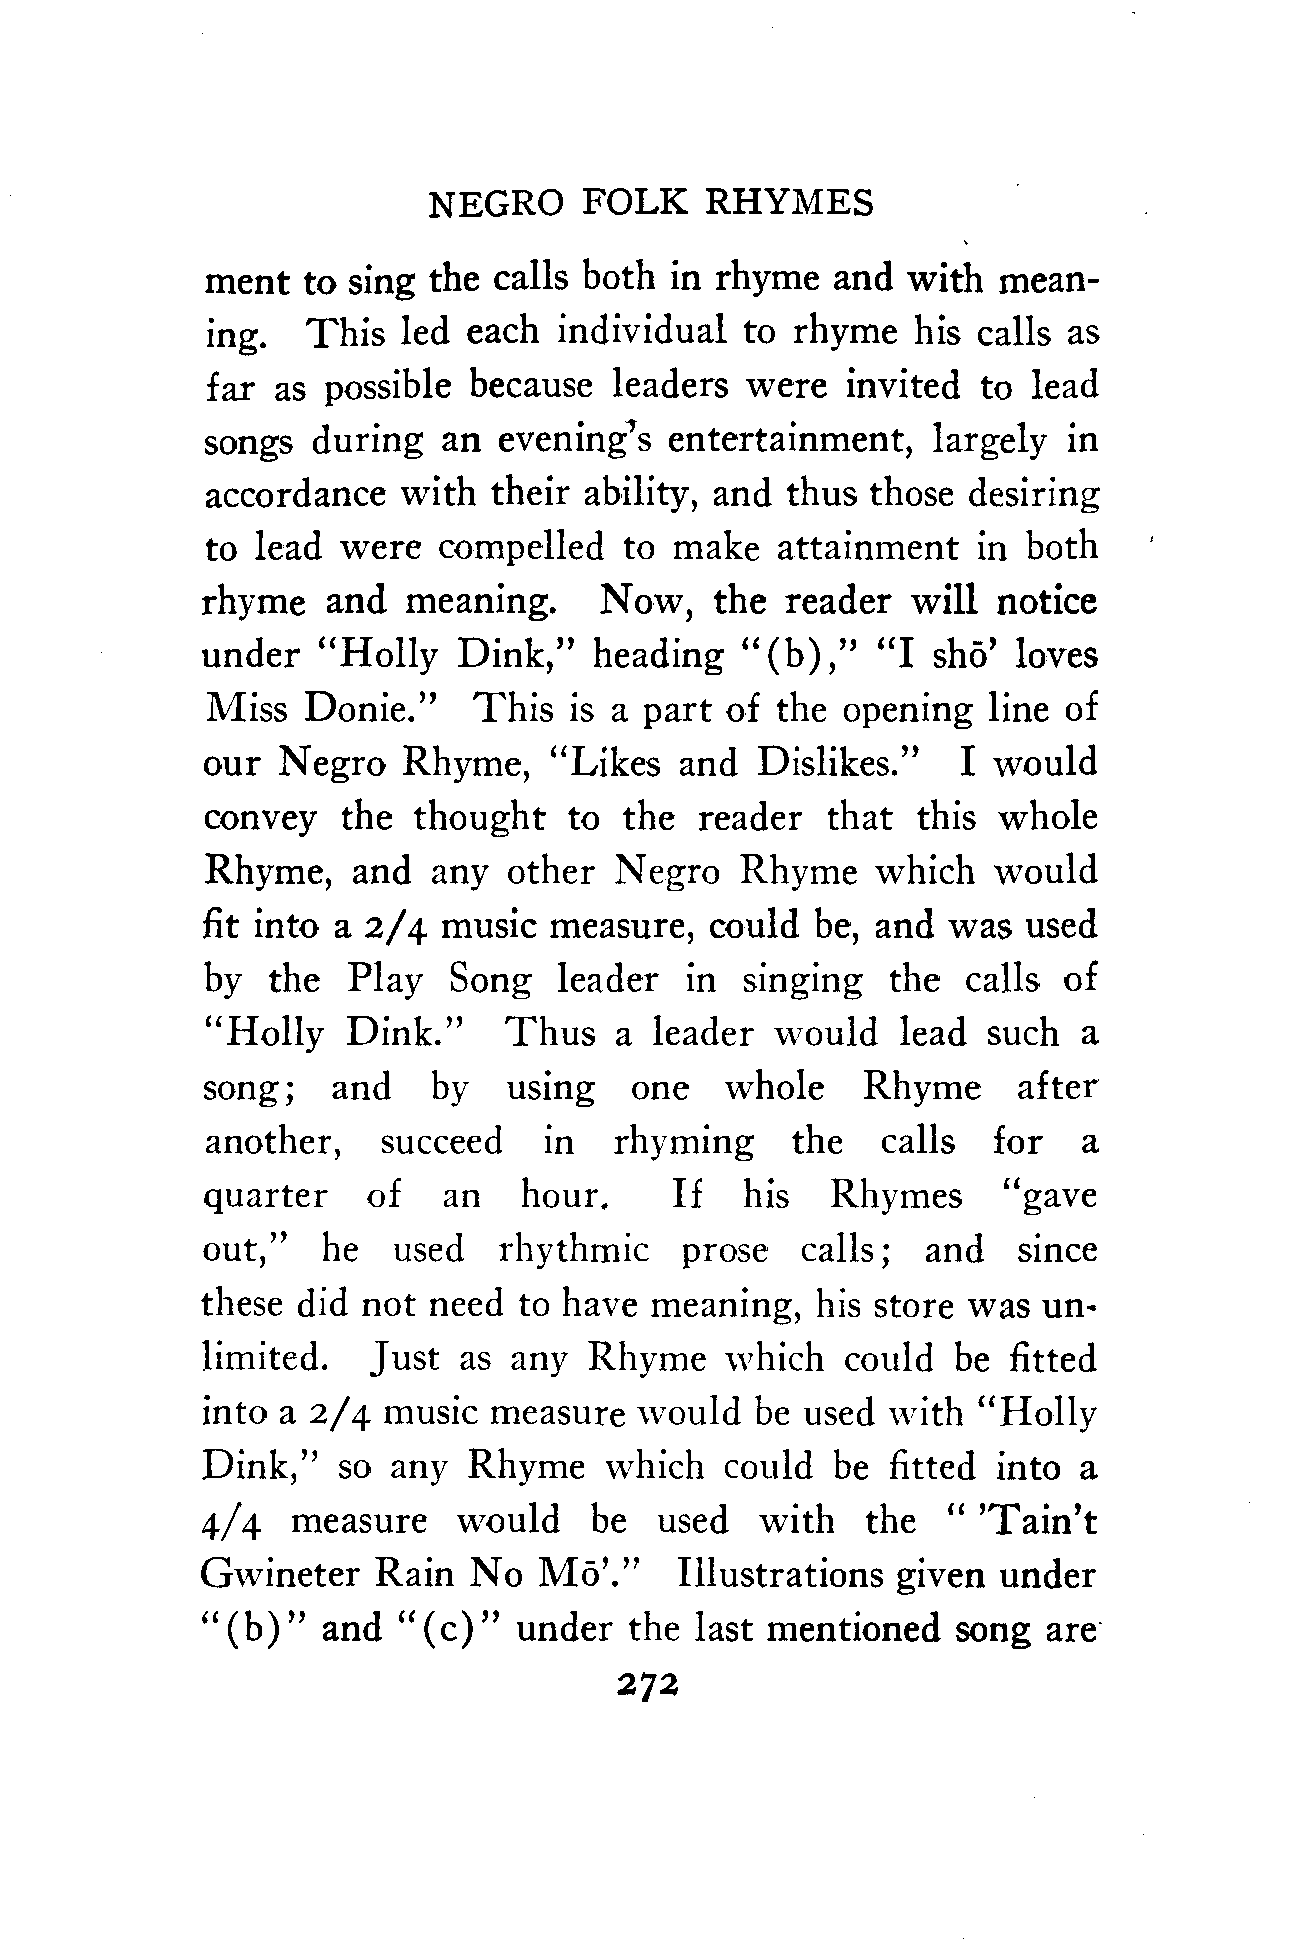 NEGRO FOLK RHYMES
ment to sing the calls both in rhyme and with mean-
ing. This led each individual to rhyme his calls as
far as possible because leaders were invited to lead
songs during an evening's entertainment, largely in
accordance with their ability, and thus those desiring
to lead were compelled to make attainment in both
rhyme and meaning. Now, the reader will notice
under “Holly Dink,” heading “(b),” “I shō' loves
Miss Donie.” This is a part of the opening line of
our Negro Rhyme, “Likes and Dislikes.” I would
convey the thought to the reader that this whole
Rhyme, and any other Negro Rhyme which would
fit into a 2/4 music measure, could be, and was used
by the Play Song leader in singing the calls of
“Holly Dink.” Thus a leader would lead such a
song; and by using one whole Rhyme after
another, succeed in rhyming the calls for a
quarter of an hour. If his Rhymes “gave
out,” he used rhythmic prose calls; and since
these did not need to have meaning, his store was un-
limited. Just as any Rhyme which could be fitted
into a 2/4 music measure would be used with “Holly
Dink,” so any Rhyme which could be fitted into a
4/4 measure would be used with the “ 'Tain't
Gwineter Rain No Mō'.” Illustrations given under
“(b)” and “(c)” under the last mentioned song are
272